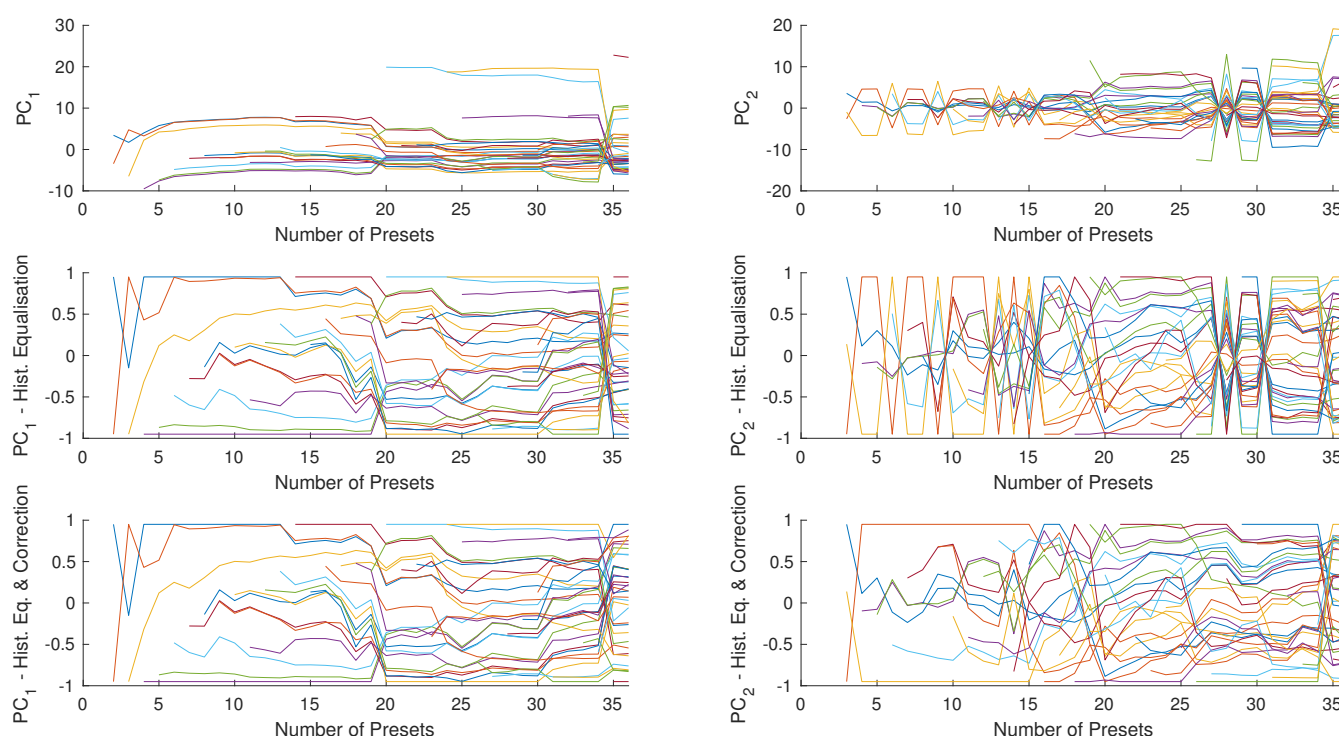 30
20
10
0
-10
PC1
0 5 10 15 20 25 30 35
Number of Presets
20
10
0
-10
-20
PC2
0 5 10 15 20 25 30 35
Number of Presets
1
0.5
0
-0.5
-1
PC1 - Hist. Equalisation
0 5 10 15 20 25 30 35
Number of Presets
1
0.5
0
-0.5
-1
PC2 - Hist. Equalisation
0 5 10 15 20 25 30 35
Number of Presets
1
0.5
0
-0.5
-1
PC1 - Hist. Eq. & Correction
0 5 10 15 20 25 30 35
Number of Presets
1
0.5
0
-0.5
-1
PC2 - Hist. Eq. & Correction
0 5 10 15 20 25 30 35
Number of Presets